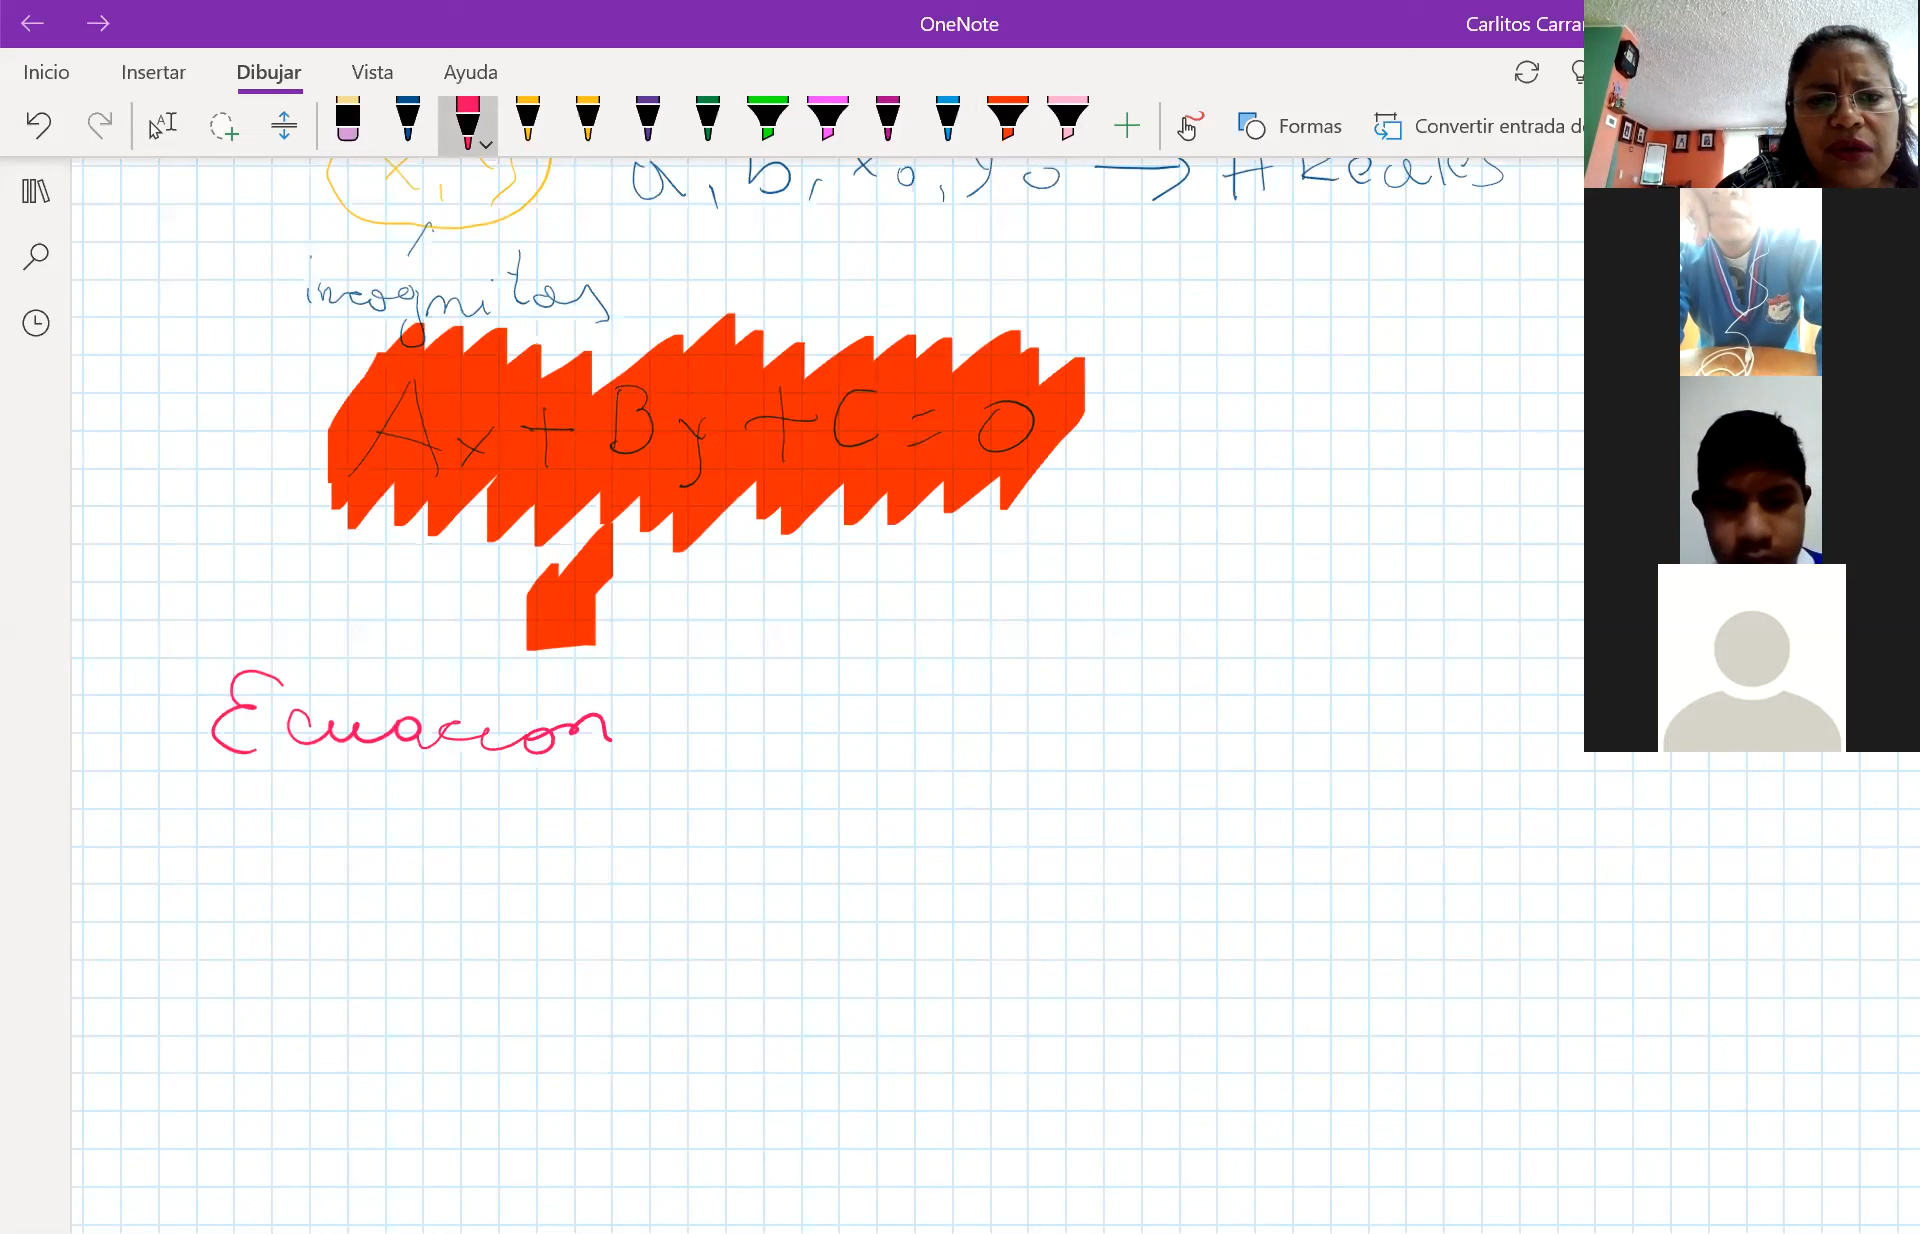 OneNote
Carlitos Carra
Inicio Insertar Dibujar Vista Ayuda
Formas Convertir entrada d
x, y a, b, x0, y0 → # Reales
incognitas
Ax + By + C = 0
Ecuacion